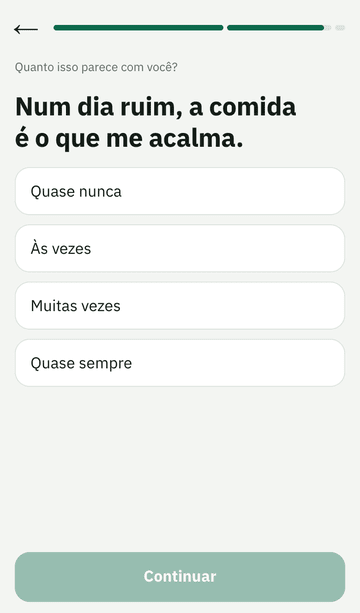 Quanto isso parece com você?
Num dia ruim, a comida
é o que me acalma.
Quase nunca
Às vezes
Muitas vezes
Quase sempre
Continuar